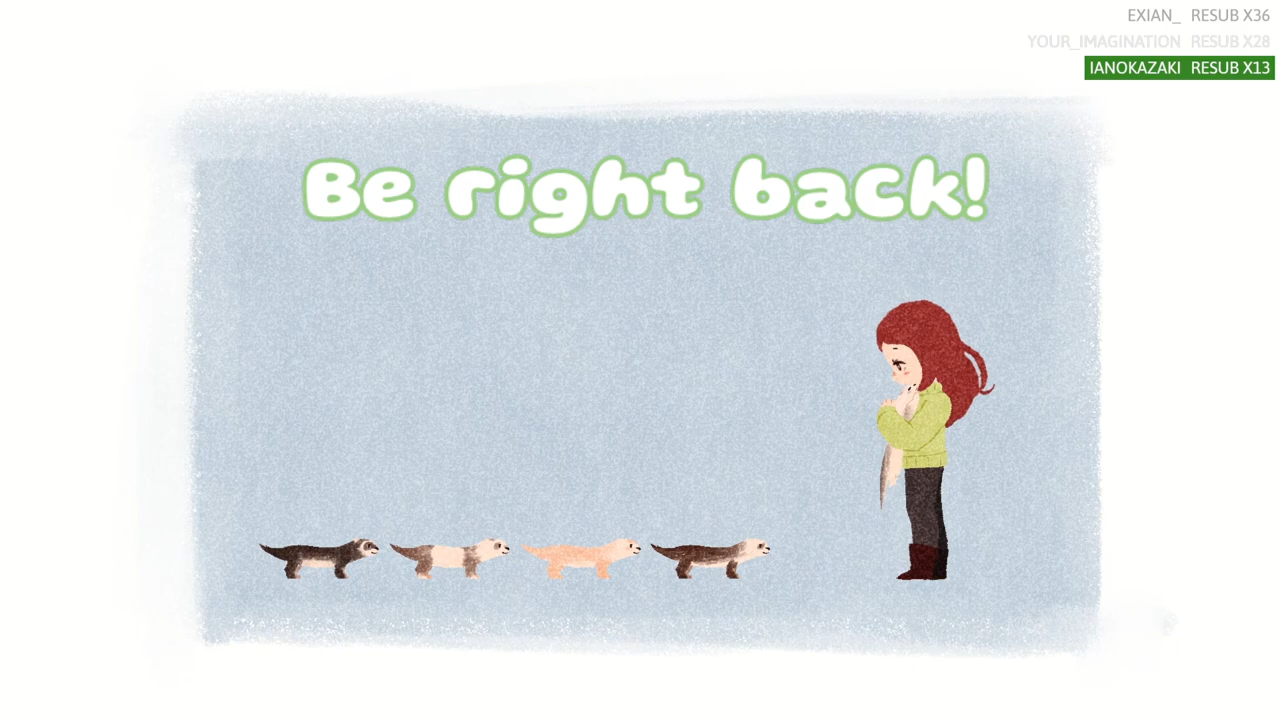 EXIAN_ RESUB X36
YOUR_IMAGINATION RESUB X28
IANOKAZAKI RESUB X13
Be right back!